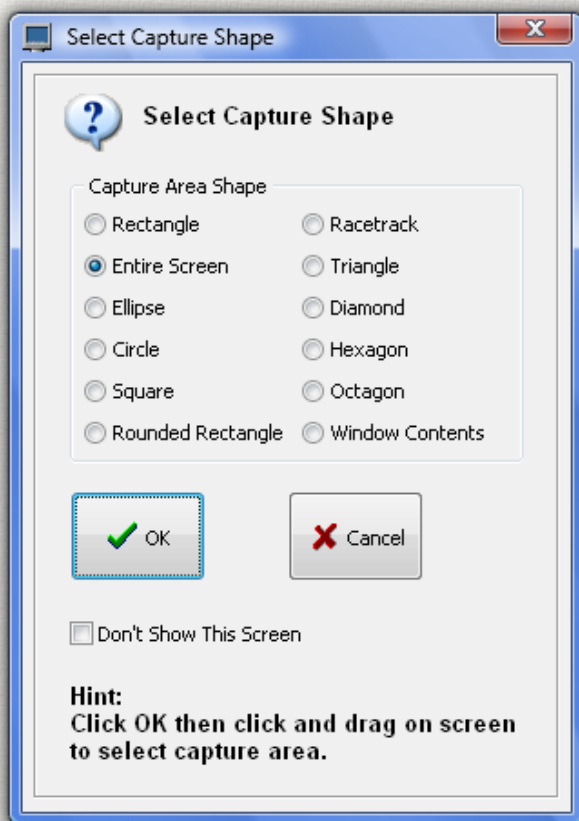 Select Capture Shape
Select Capture Shape
Capture Area Shape
Rectangle
Racetrack
Entire Screen
Triangle
Ellipse
Diamond
Circle
Hexagon
Square
Octagon
Rounded Rectangle
Window Contents
OK
Cancel
Don't Show This Screen
Hint:
Click OK then click and drag on screen
to select capture area.